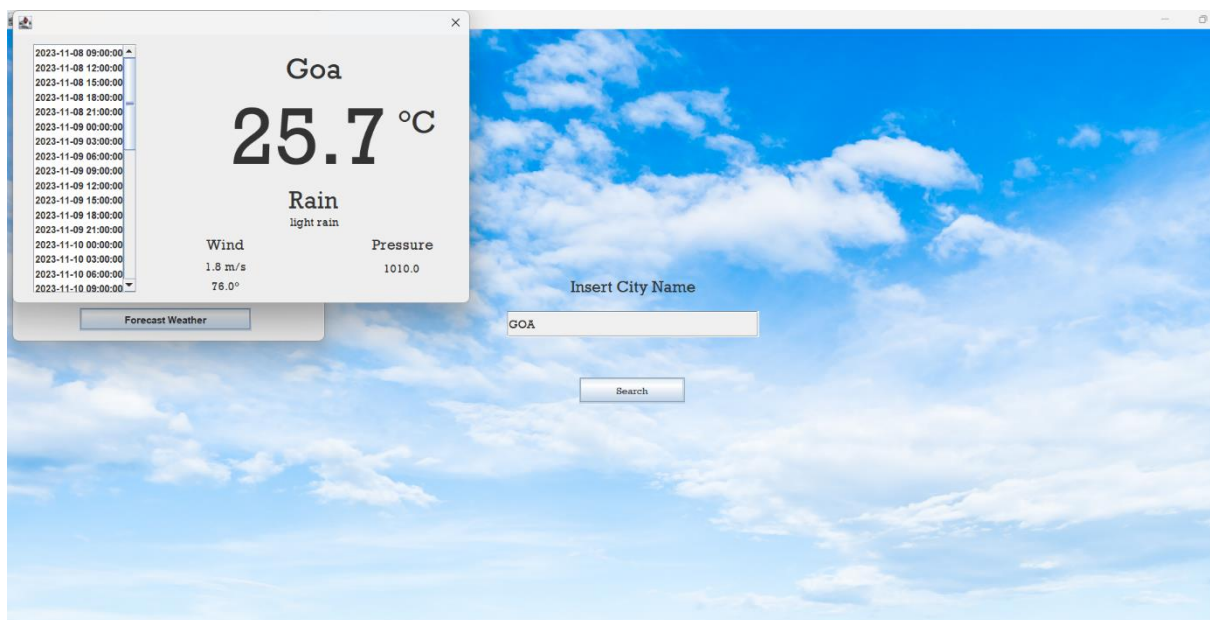 2023-11-08 09:00:00
2023-11-08 12:00:00
2023-11-08 15:00:00
2023-11-08 18:00:00
2023-11-08 21:00:00
2023-11-09 00:00:00
2023-11-09 03:00:00
2023-11-09 06:00:00
2023-11-09 09:00:00
2023-11-09 12:00:00
2023-11-09 15:00:00
2023-11-09 18:00:00
2023-11-09 21:00:00
2023-11-10 00:00:00
2023-11-10 03:00:00
2023-11-10 06:00:00
2023-11-10 09:00:00
Goa
25.7 °C
Rain
light rain
Wind
1.8 m/s
76.0°
Pressure
1010.0
Forecast Weather
Insert City Name
GOA
Search